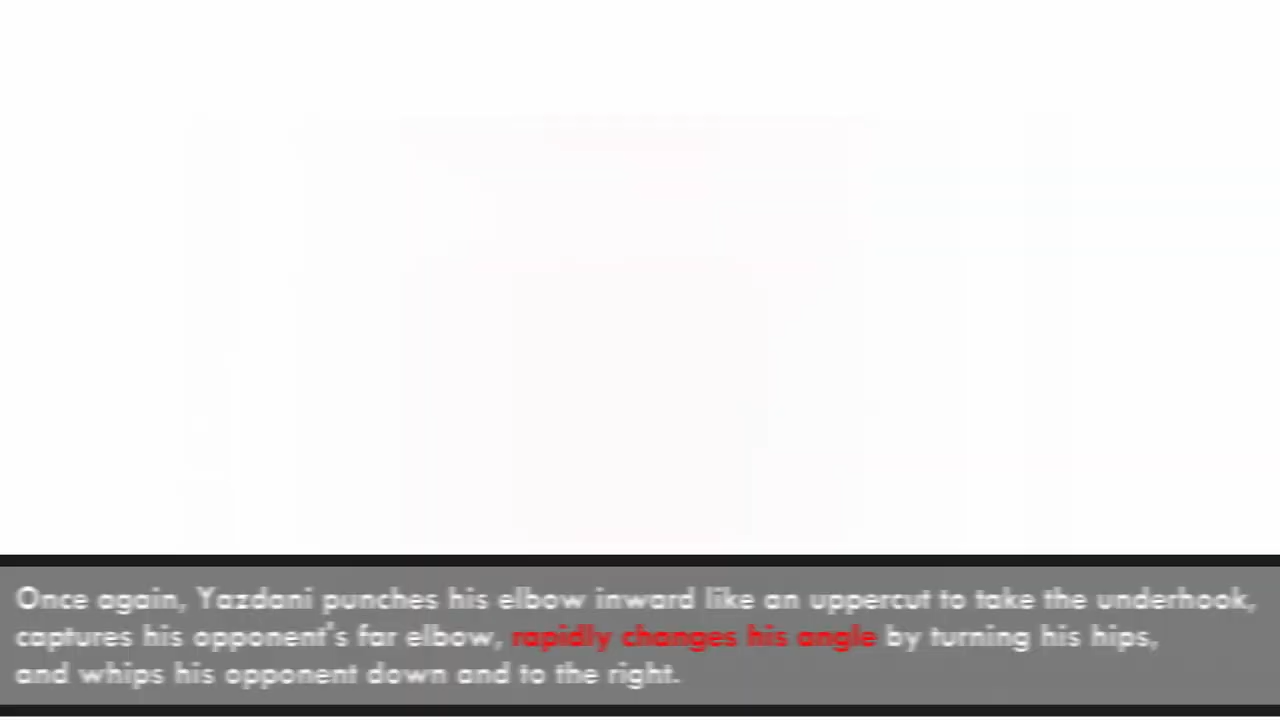 Once again, Yazdani punches his elbow inward like an uppercut to take the underhook,
captures his opponent's far elbow, rapidly changes his angle by turning his hips,
and whips his opponent down and to the right.